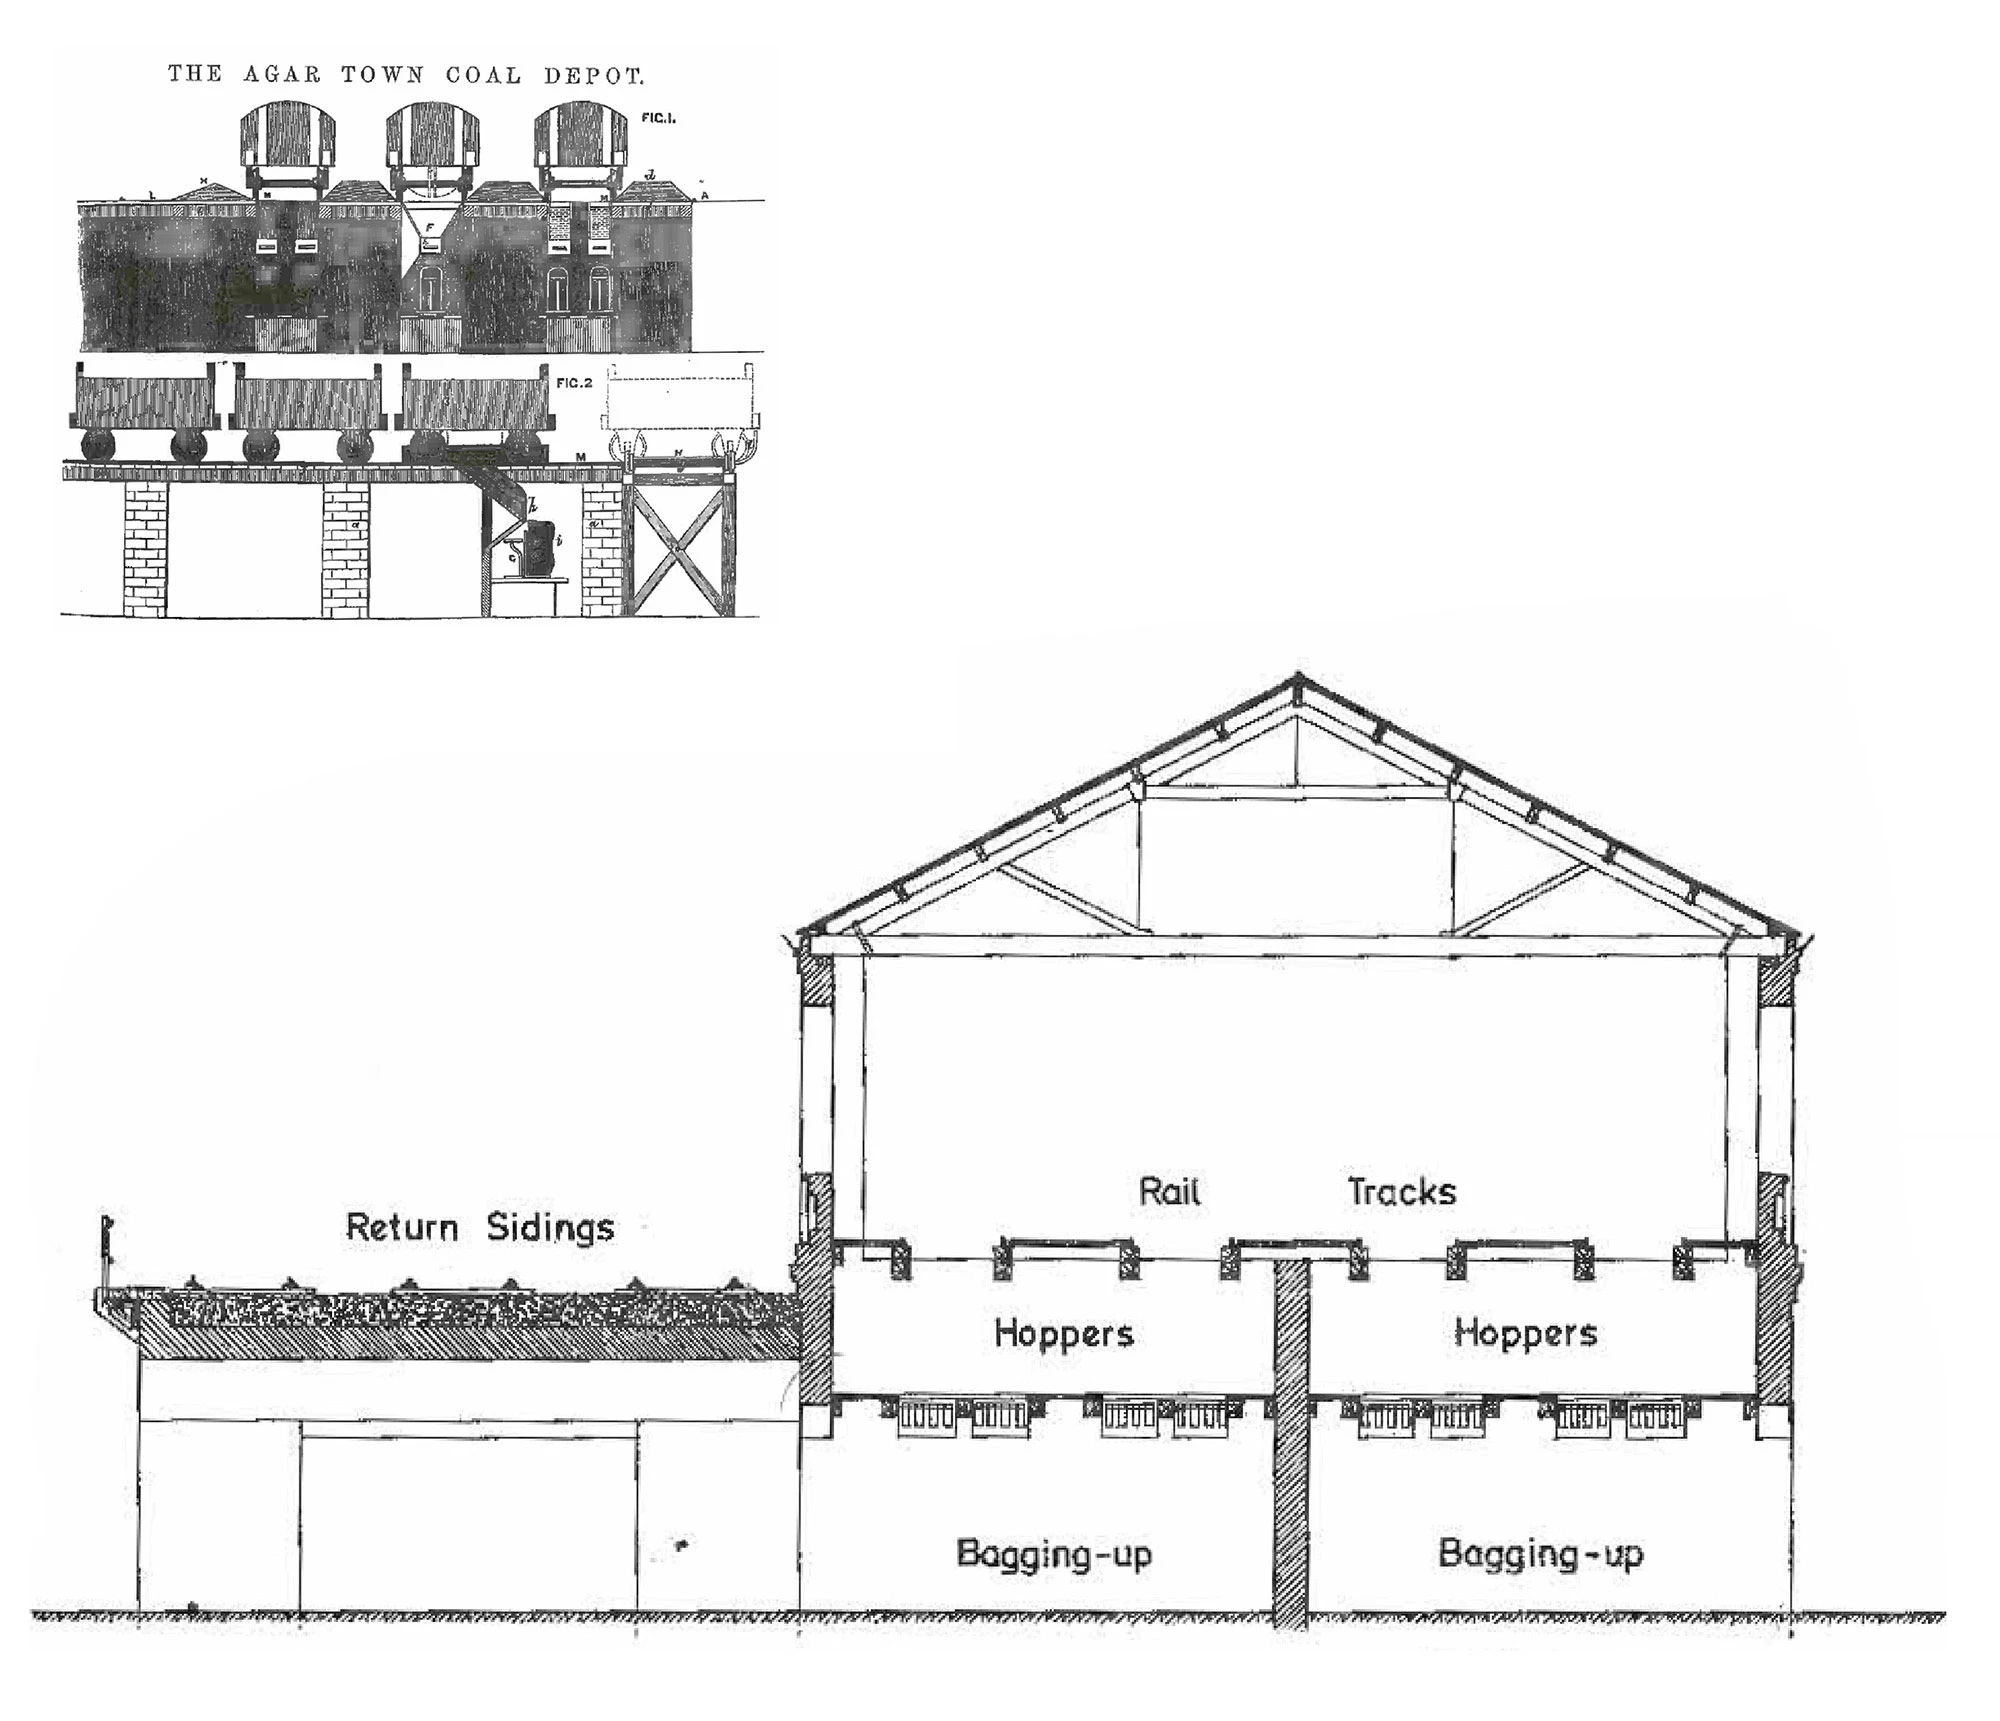 THE AGAR TOWN COAL DEPOT.
FIG.1.
d
A
F
FIG.2
M
h
i
a
a
c
Rail Tracks
Return Sidings
Hoppers Hoppers
Bagging-up Bagging-up